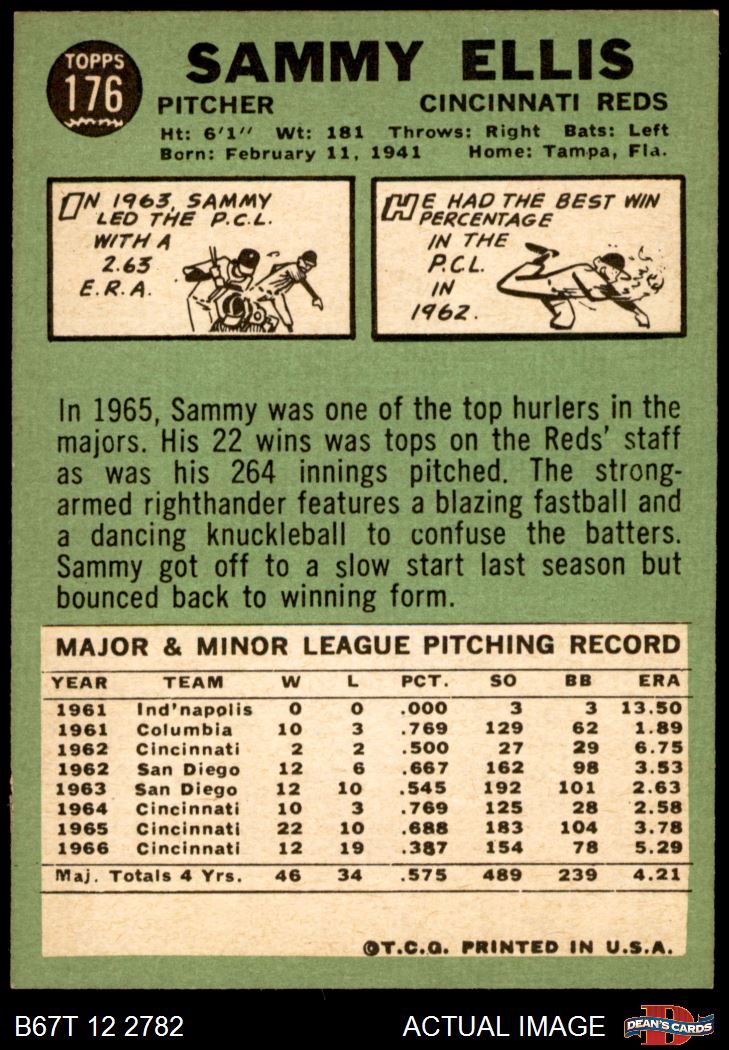 TOPPS
176
SAMMY ELLIS
PITCHER CINCINNATI REDS
Ht: 6'1" Wt: 181 Throws: Right Bats: Left
Born: February 11, 1941 Home: Tampa, Fla.
IN 1963, SAMMY
LED THE P.C.L.
WITH A
2.63
E.R.A.
HE HAD THE BEST WIN
PERCENTAGE
IN THE
P.C.L.
IN
1962.
In 1965, Sammy was one of the top hurlers in the
majors. His 22 wins was tops on the Reds' staff
as was his 264 innings pitched. The strong-
armed righthander features a blazing fastball and
a dancing knuckleball to confuse the batters.
Sammy got off to a slow start last season but
bounced back to winning form.
MAJOR & MINOR LEAGUE PITCHING RECORD
YEAR TEAM W L PCT. SO BB ERA
1961 Ind'napolis 0 0 .000 3 3 13.50
1961 Columbia 10 3 .769 129 62 1.89
1962 Cincinnati 2 2 .500 27 29 6.75
1962 San Diego 12 6 .667 162 98 3.53
1963 San Diego 12 10 .545 192 101 2.63
1964 Cincinnati 10 3 .769 125 28 2.58
1965 Cincinnati 22 10 .688 183 104 3.78
1966 Cincinnati 12 19 .387 154 78 5.29
Maj. Totals 4 Yrs. 46 34 .575 489 239 4.21
©T.C.G. PRINTED IN U.S.A.
B67T 12 2782 ACTUAL IMAGE
D
DEAN'S CARDS